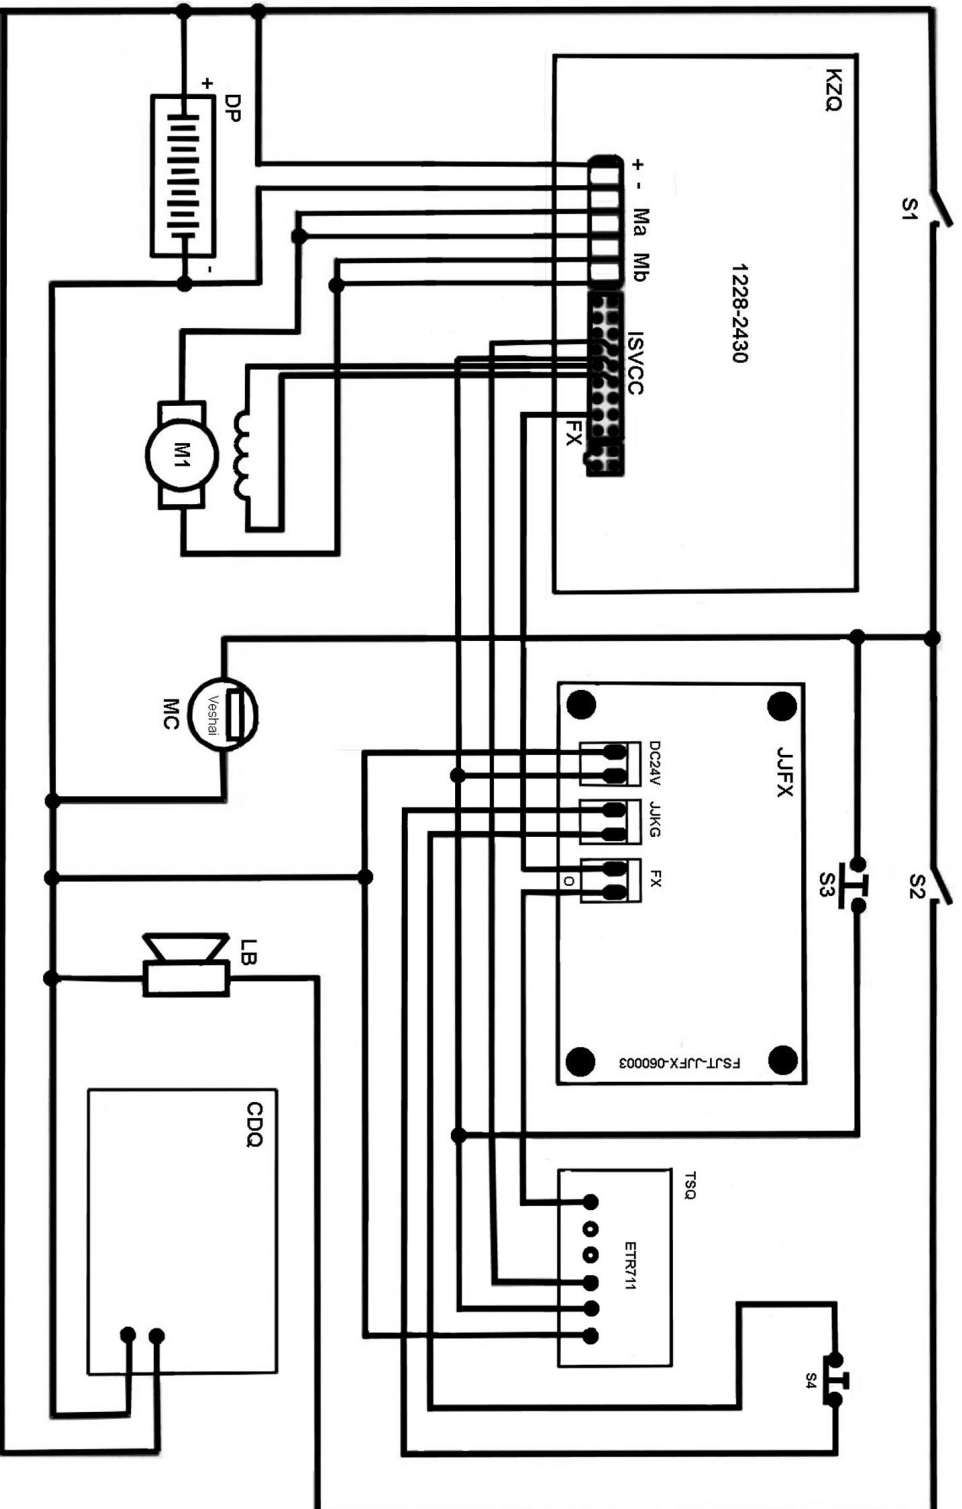 KZQ
1228-2430
+
-
Ma
Mb
ISVCC
FX
S1
+
DP
-
M1
MC
Veshai
JJFX
DC24V
JJKG
FX
O
FSJT-JJFX-060003
S3
S2
LB
CDQ
TSQ
ETR711
S4